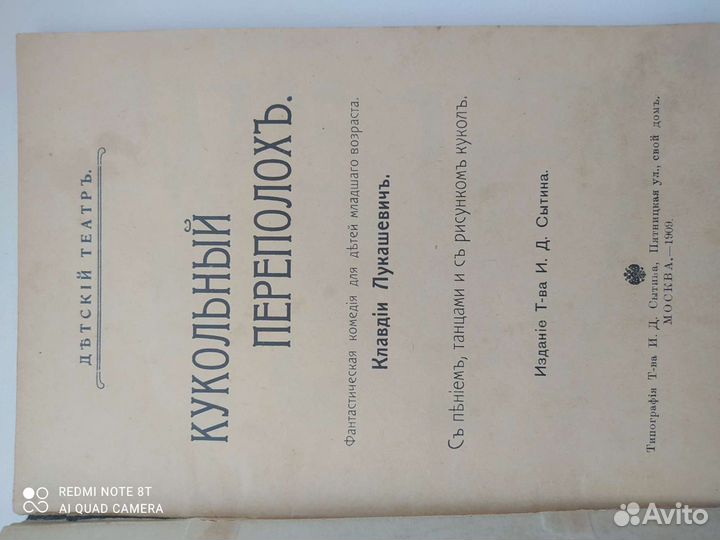 ДѢТСКІЙ ТЕАТРЪ.
КУКОЛЬНЫЙ
ПЕРЕПОЛОХЪ.
Фантастическая комедія для дѣтей младшаго возраста.
Клавдіи Лукашевичъ.
Съ пѣніемъ, танцами и съ рисункомъ куколъ.
Изданіе Т-ва И. Д. Сытина.
Типографія Т-ва И. Д. Сытина, Пятницкая ул., свой домъ.
МОСКВА.—1909.
REDMI NOTE 8T
AI QUAD CAMERA
Avito